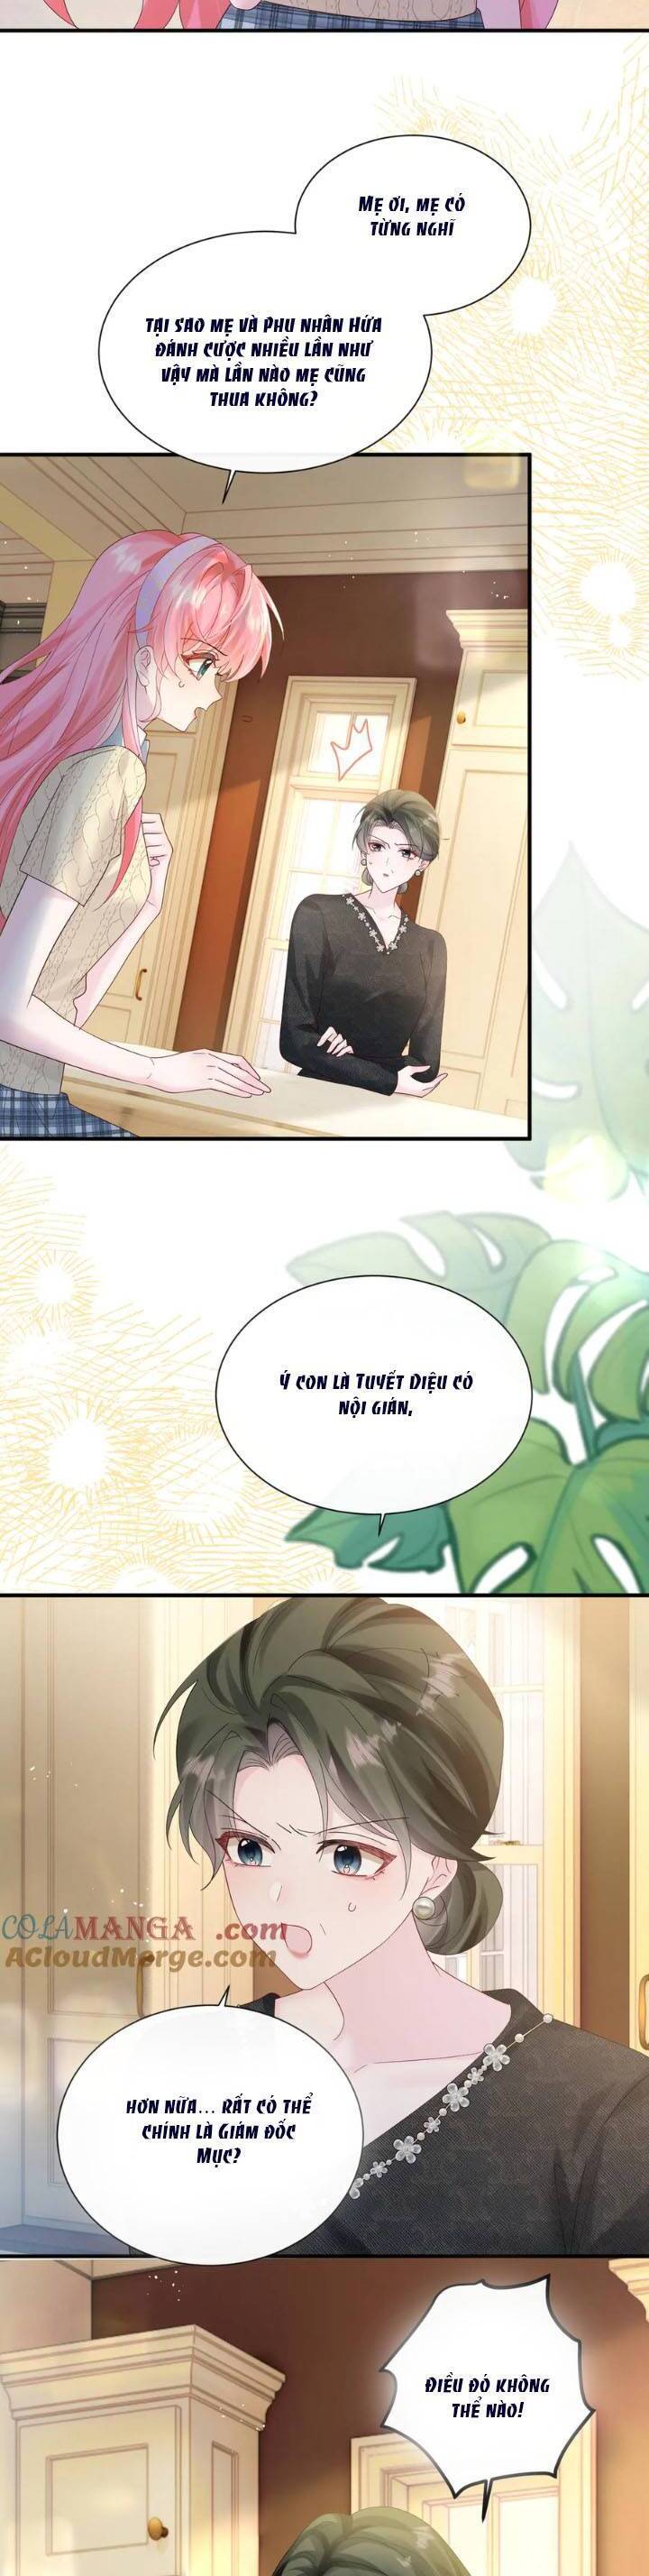 Mẹ ơi, mẹ có
từng nghĩ
tại sao mẹ và Phu nhân Hứa
đánh cược nhiều lần như
vậy mà lần nào mẹ cũng
thua không?
Ý con là Tuyết Diệu có
nội gián,
COLAMANGA.com
AcloudMerge.com
hơn nữa... rất có thể
chính là Giám đốc
Mục?
Điều đó không
thể nào!